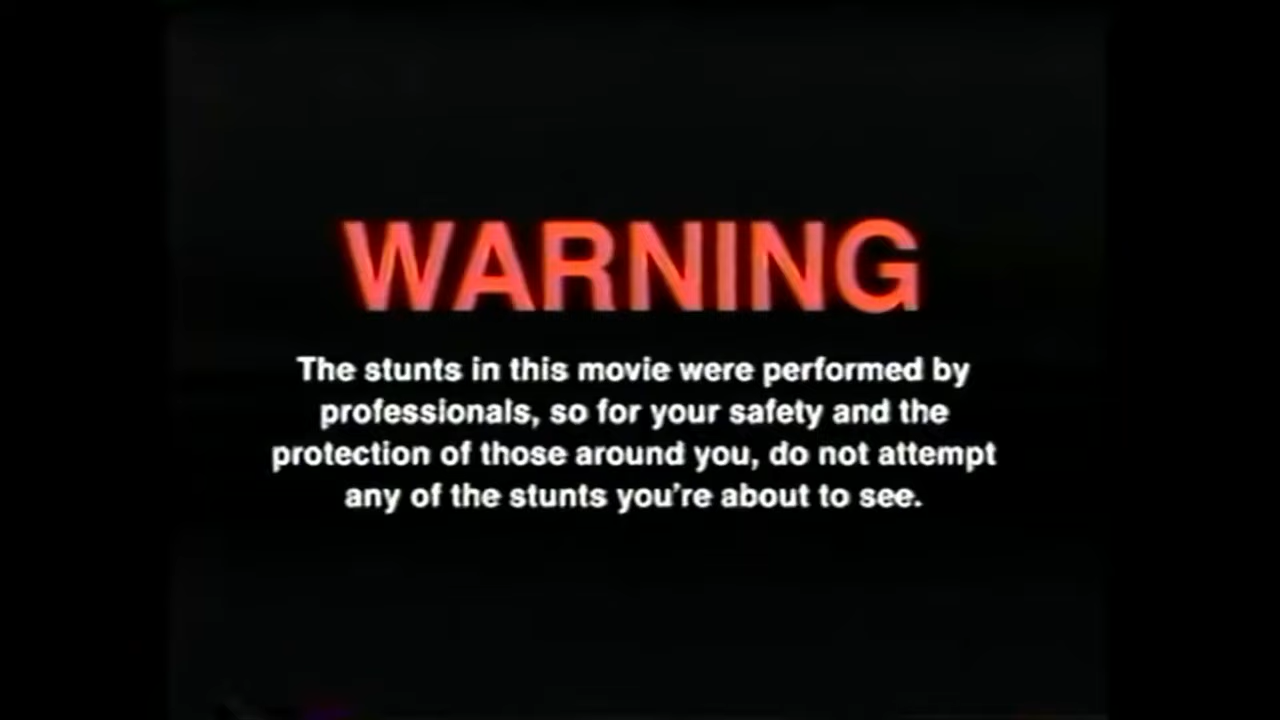 WARNING
The stunts in this movie were performed by
professionals, so for your safety and the
protection of those around you, do not attempt
any of the stunts you're about to see.